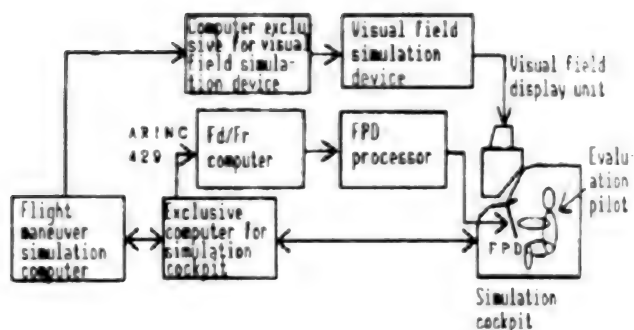 Computer exclu-
sive for visual
field simula-
tion device
Visual field
simulation
device
Visual field
display unit
ARINC
429
Fd/Fr
computer
FPD
processor
Evalu-
ation
pilot
Flight
maneuver
simulation
computer
Exclusive
computer for
simulation
cockpit
FPD
Simulation
cockpit